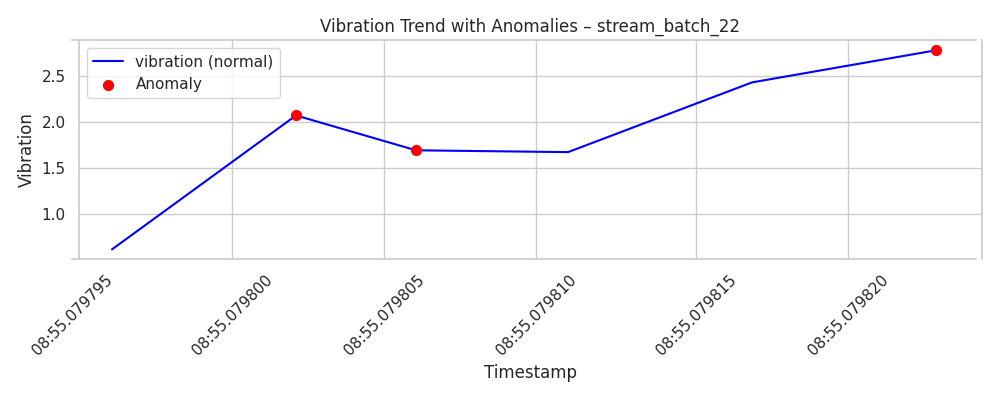 Vibration Trend with Anomalies – stream_batch_22
vibration (normal)
Anomaly
Vibration
2.5
2.0
1.5
1.0
08:55.079795
08:55.079800
08:55.079805
08:55.079810
08:55.079815
08:55.079820
Timestamp